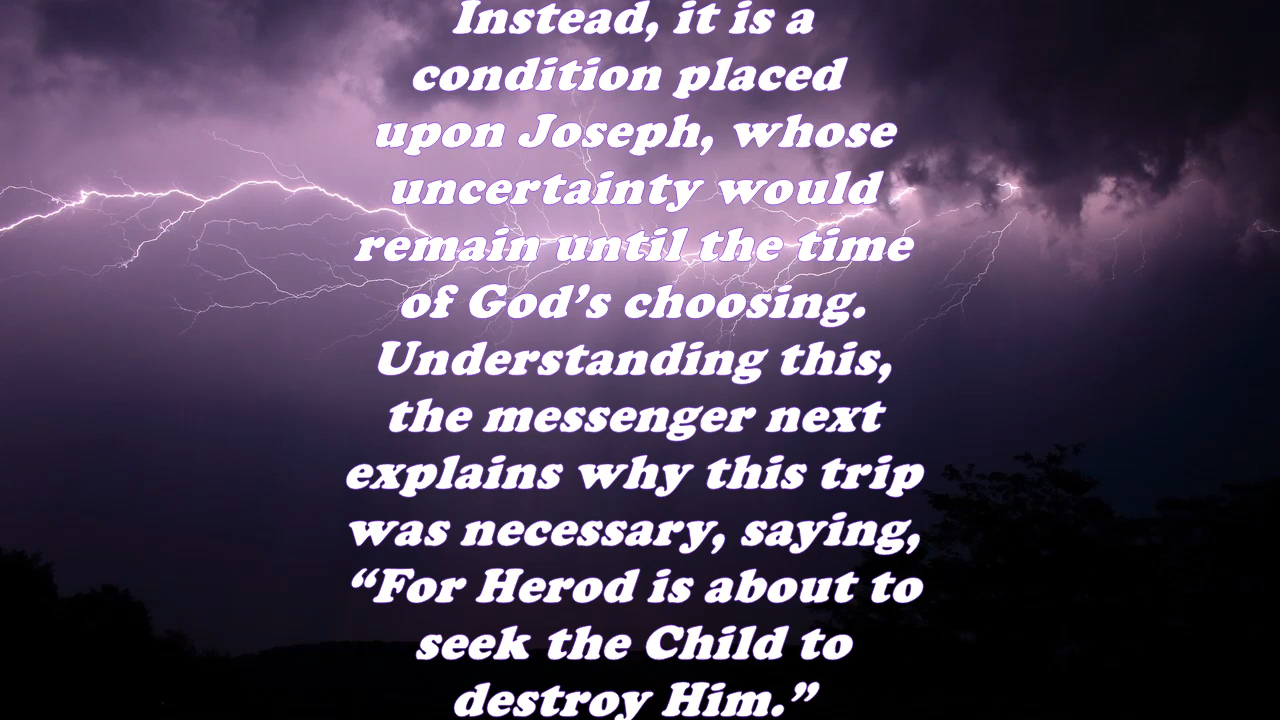 Instead, it is a
condition placed
upon Joseph, whose
uncertainty would
remain until the time
of God’s choosing.
Understanding this,
the messenger next
explains why this trip
was necessary, saying,
“For Herod is about to
seek the Child to
destroy Him.”